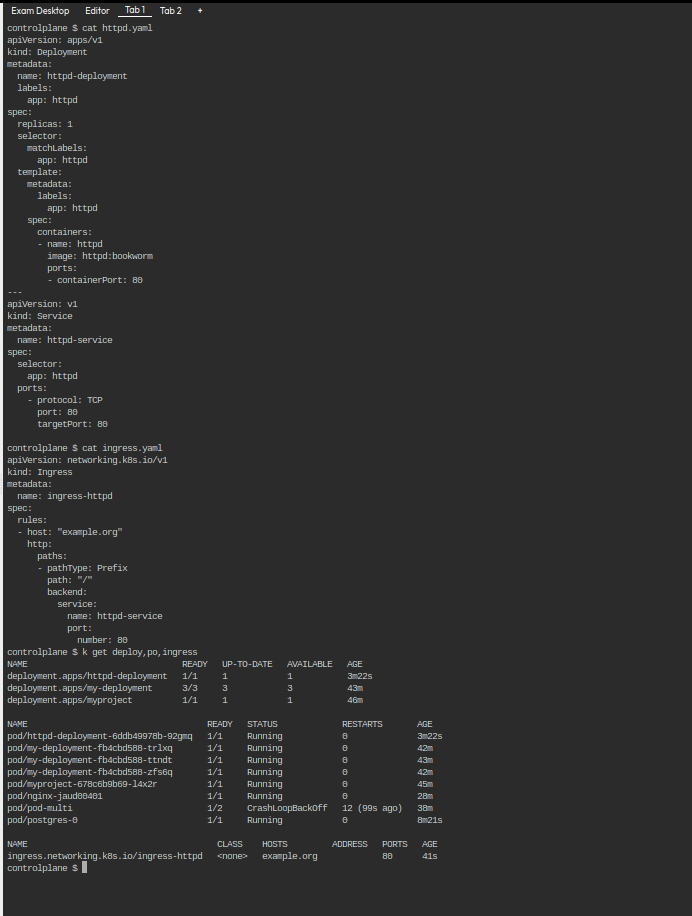 Exam Desktop Editor Tab 1 Tab 2 +
controlplane $ cat httpd.yaml
apiVersion: apps/v1
kind: Deployment
metadata:
  name: httpd-deployment
  labels:
    app: httpd
spec:
  replicas: 1
  selector:
    matchLabels:
      app: httpd
  template:
    metadata:
      labels:
        app: httpd
    spec:
      containers:
      - name: httpd
        image: httpd:bookworm
        ports:
        - containerPort: 80
---
apiVersion: v1
kind: Service
metadata:
  name: httpd-service
spec:
  selector:
    app: httpd
  ports:
    - protocol: TCP
      port: 80
      targetPort: 80

controlplane $ cat ingress.yaml
apiVersion: networking.k8s.io/v1
kind: Ingress
metadata:
  name: ingress-httpd
spec:
  rules:
  - host: "example.org"
    http:
      paths:
      - pathType: Prefix
        path: "/"
        backend:
          service:
            name: httpd-service
            port:
              number: 80
controlplane $ k get deploy,po,ingress
NAME                               READY   UP-TO-DATE   AVAILABLE   AGE
deployment.apps/httpd-deployment   1/1     1            1           3m22s
deployment.apps/my-deployment      3/3     3            3           43m
deployment.apps/myproject          1/1     1            1           46m

NAME                                    READY   STATUS             RESTARTS       AGE
pod/httpd-deployment-6ddb49978b-92gmq   1/1     Running            0              3m22s
pod/my-deployment-fb4cbd588-trlxq       1/1     Running            0              42m
pod/my-deployment-fb4cbd588-ttndt       1/1     Running            0              43m
pod/my-deployment-fb4cbd588-zfs6q       1/1     Running            0              42m
pod/myproject-678c6b9b69-l4x2r          1/1     Running            0              45m
pod/nginx-jaud00401                     1/1     Running            0              28m
pod/pod-multi                           1/2     CrashLoopBackOff   12 (99s ago)   38m
pod/postgres-0                          1/1     Running            0              8m21s

NAME                                      CLASS    HOSTS         ADDRESS   PORTS   AGE
ingress.networking.k8s.io/ingress-httpd   <none>   example.org             80      41s
controlplane $